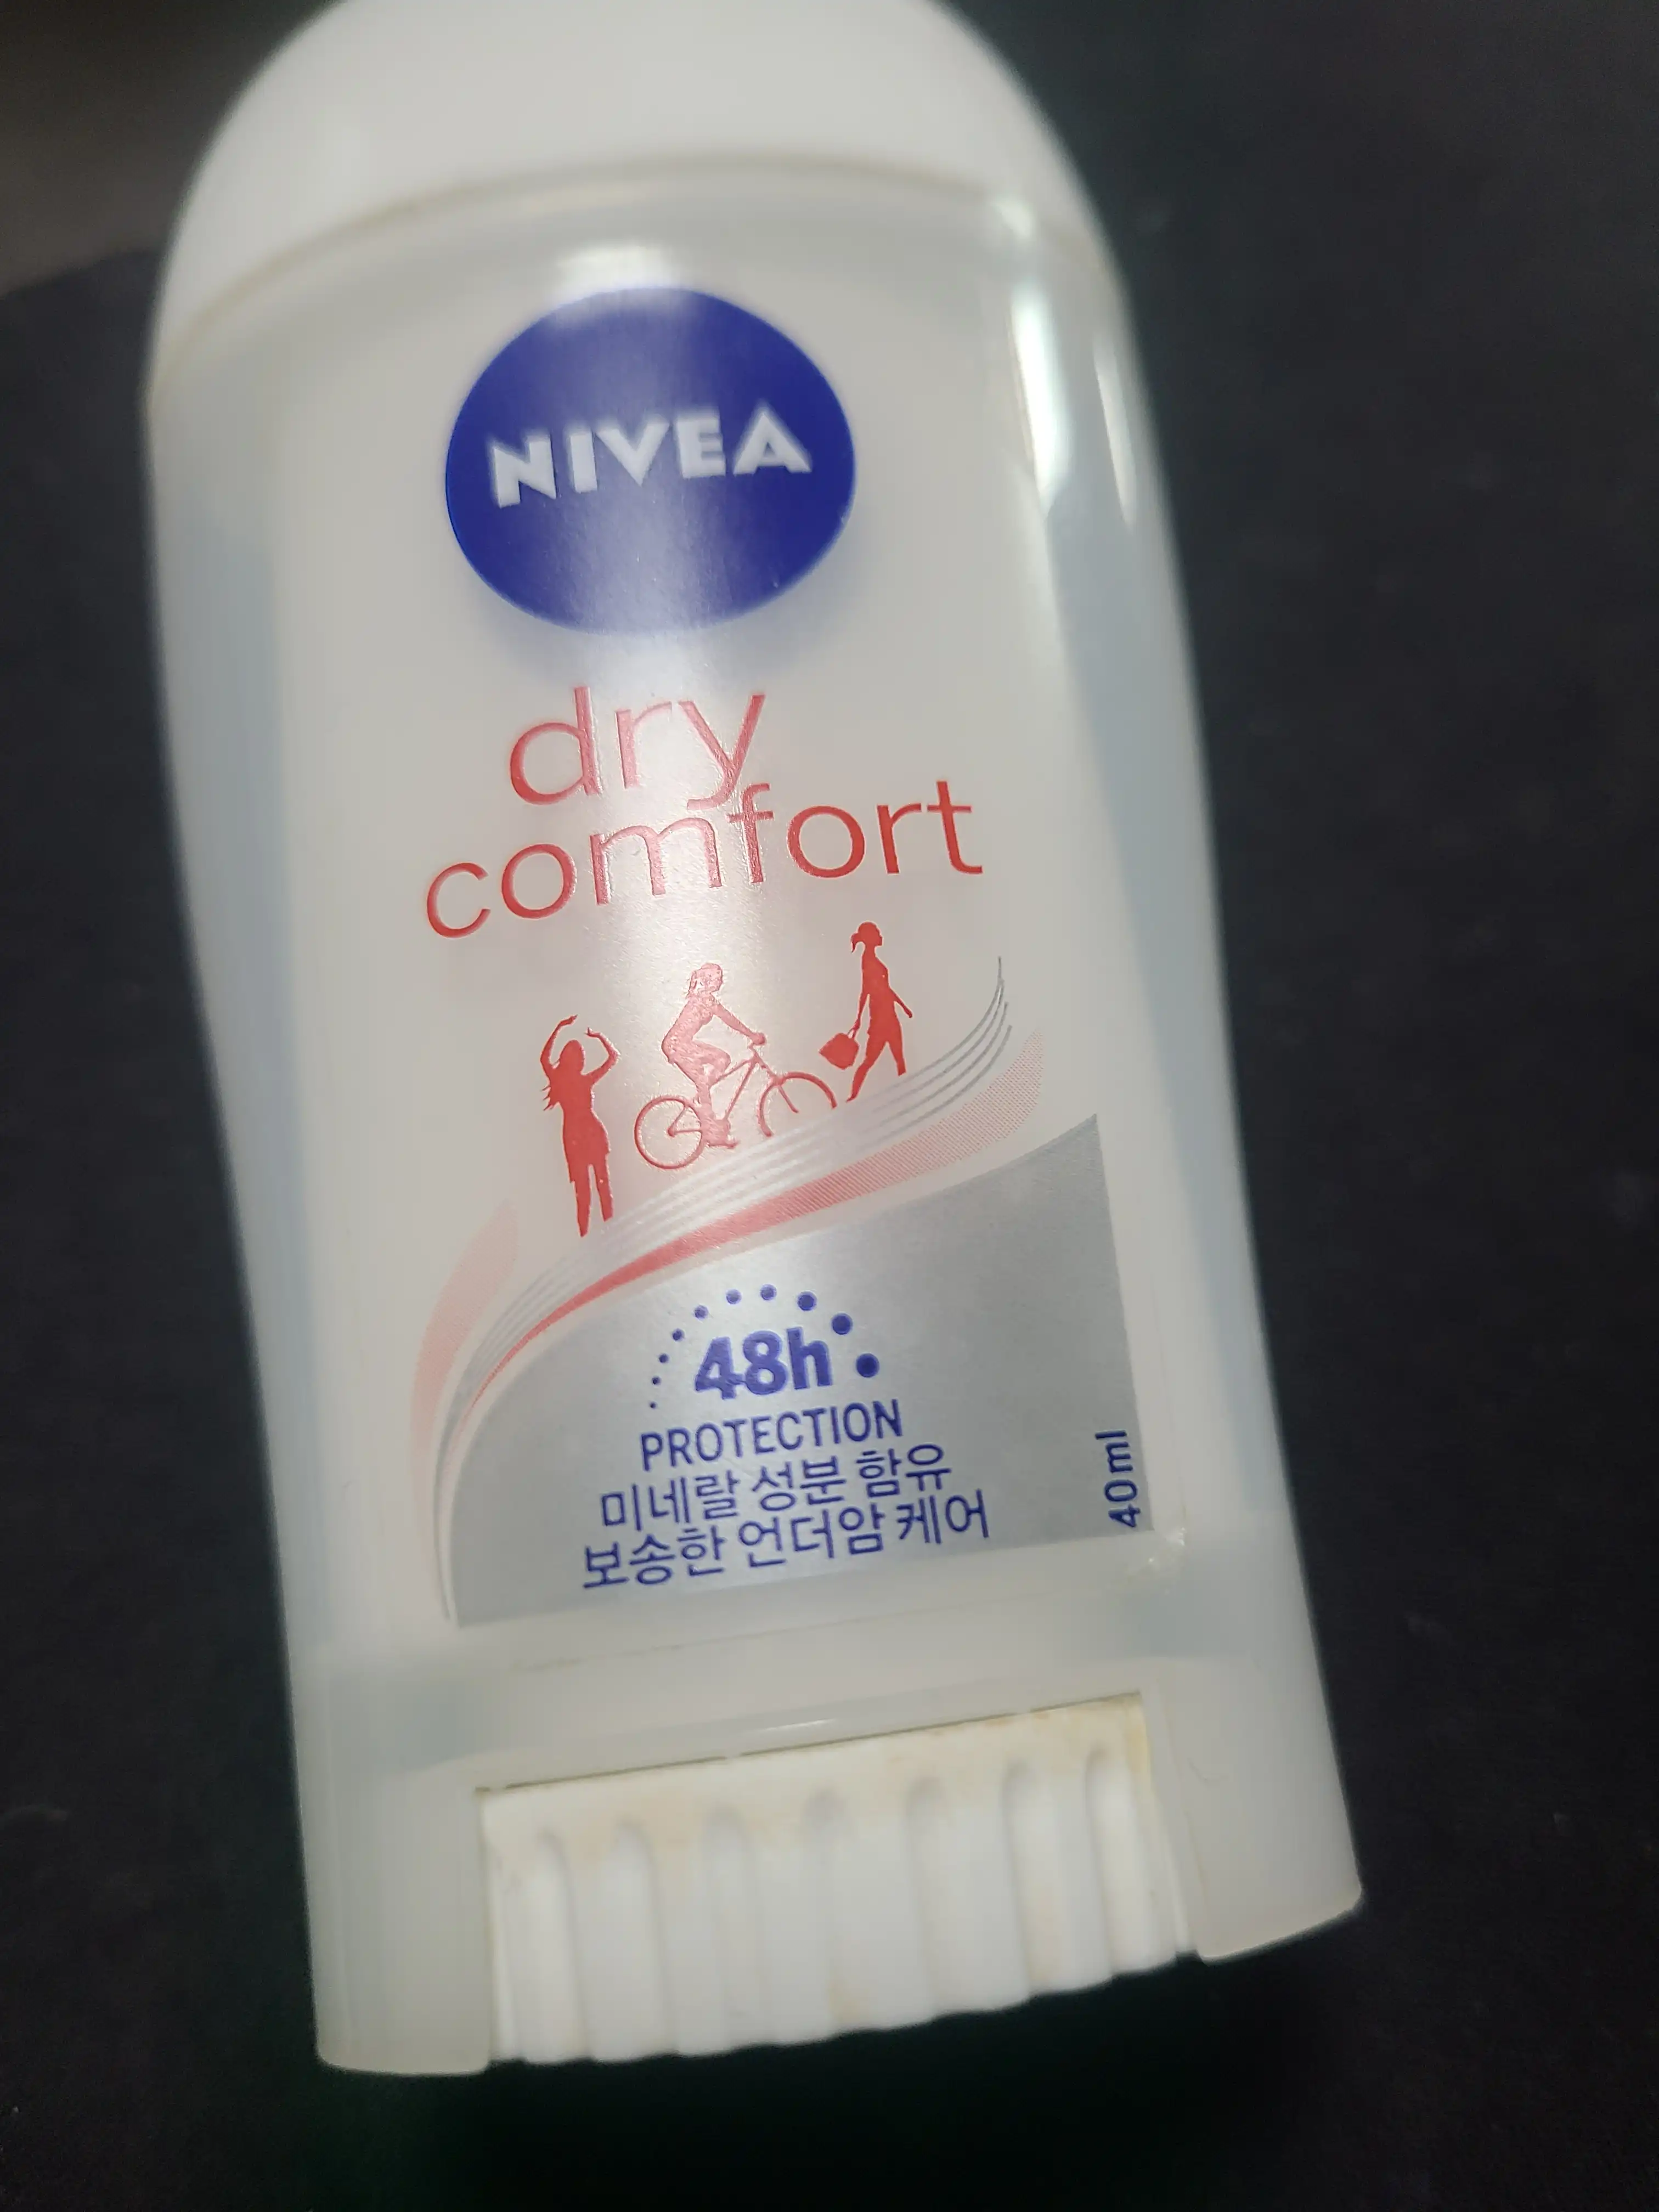 NIVEA
dry
comfort
48h
PROTECTION
미네랄 성분 함유
보송한 언더암 케어
40ml